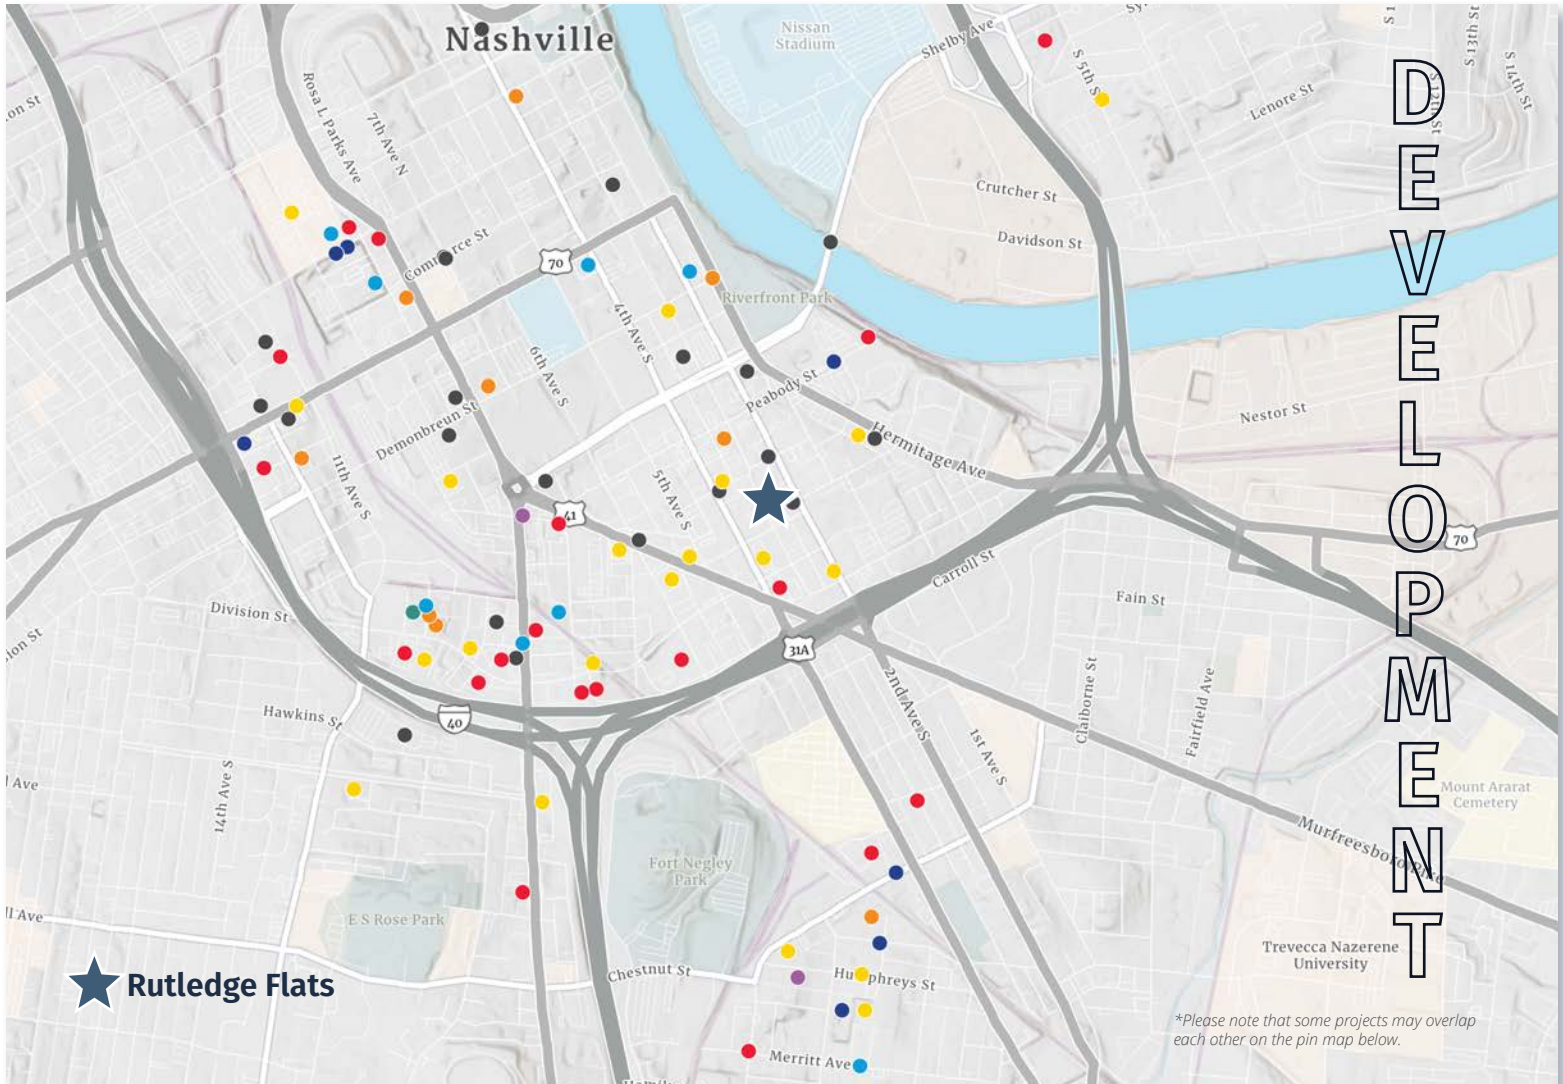 Nashville
Nissan
Stadium
Shelby Ave
S 5th S
Lenore St
S 12th St
S 13th St
S 14th St
S 1
Rosa L Parks Ave
7th Ave N
Crutcher St
Davidson St
Commerce St
70
Riverfront Park
4th Ave S
6th Ave S
Peabody St
Nestor St
Demonbreun St
Hermitage Ave
11th Ave S
5th Ave S
41
70
Carroll St
Fain St
Division St
31A
2nd Ave S
Claiborne St
Fairfield Ave
Hawkins St
40
1st Ave S
14th Ave S
l Ave
Mount Ararat
Cemetery
Murfreesboro Pike
Fort Negley
Park
E S Rose Park
ll Ave
Trevecca Nazerene
University
Chestnut St
Humphreys St
Merritt Ave
Rutledge Flats
DEVELOPMENT
*Please note that some projects may overlap
each other on the pin map below.